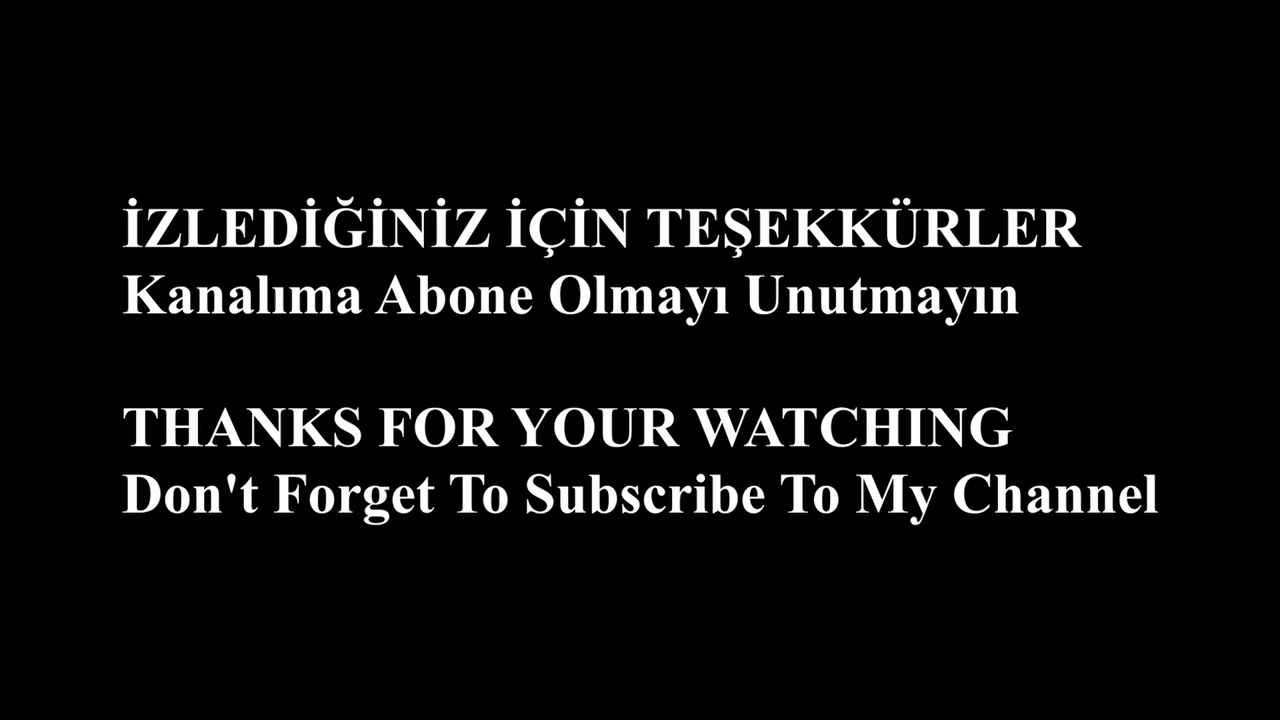 İZLEDİĞİNİZ İÇİN TEŞEKKÜRLER
Kanalıma Abone Olmayı Unutmayın
THANKS FOR YOUR WATCHING
Don't Forget To Subscribe To My Channel